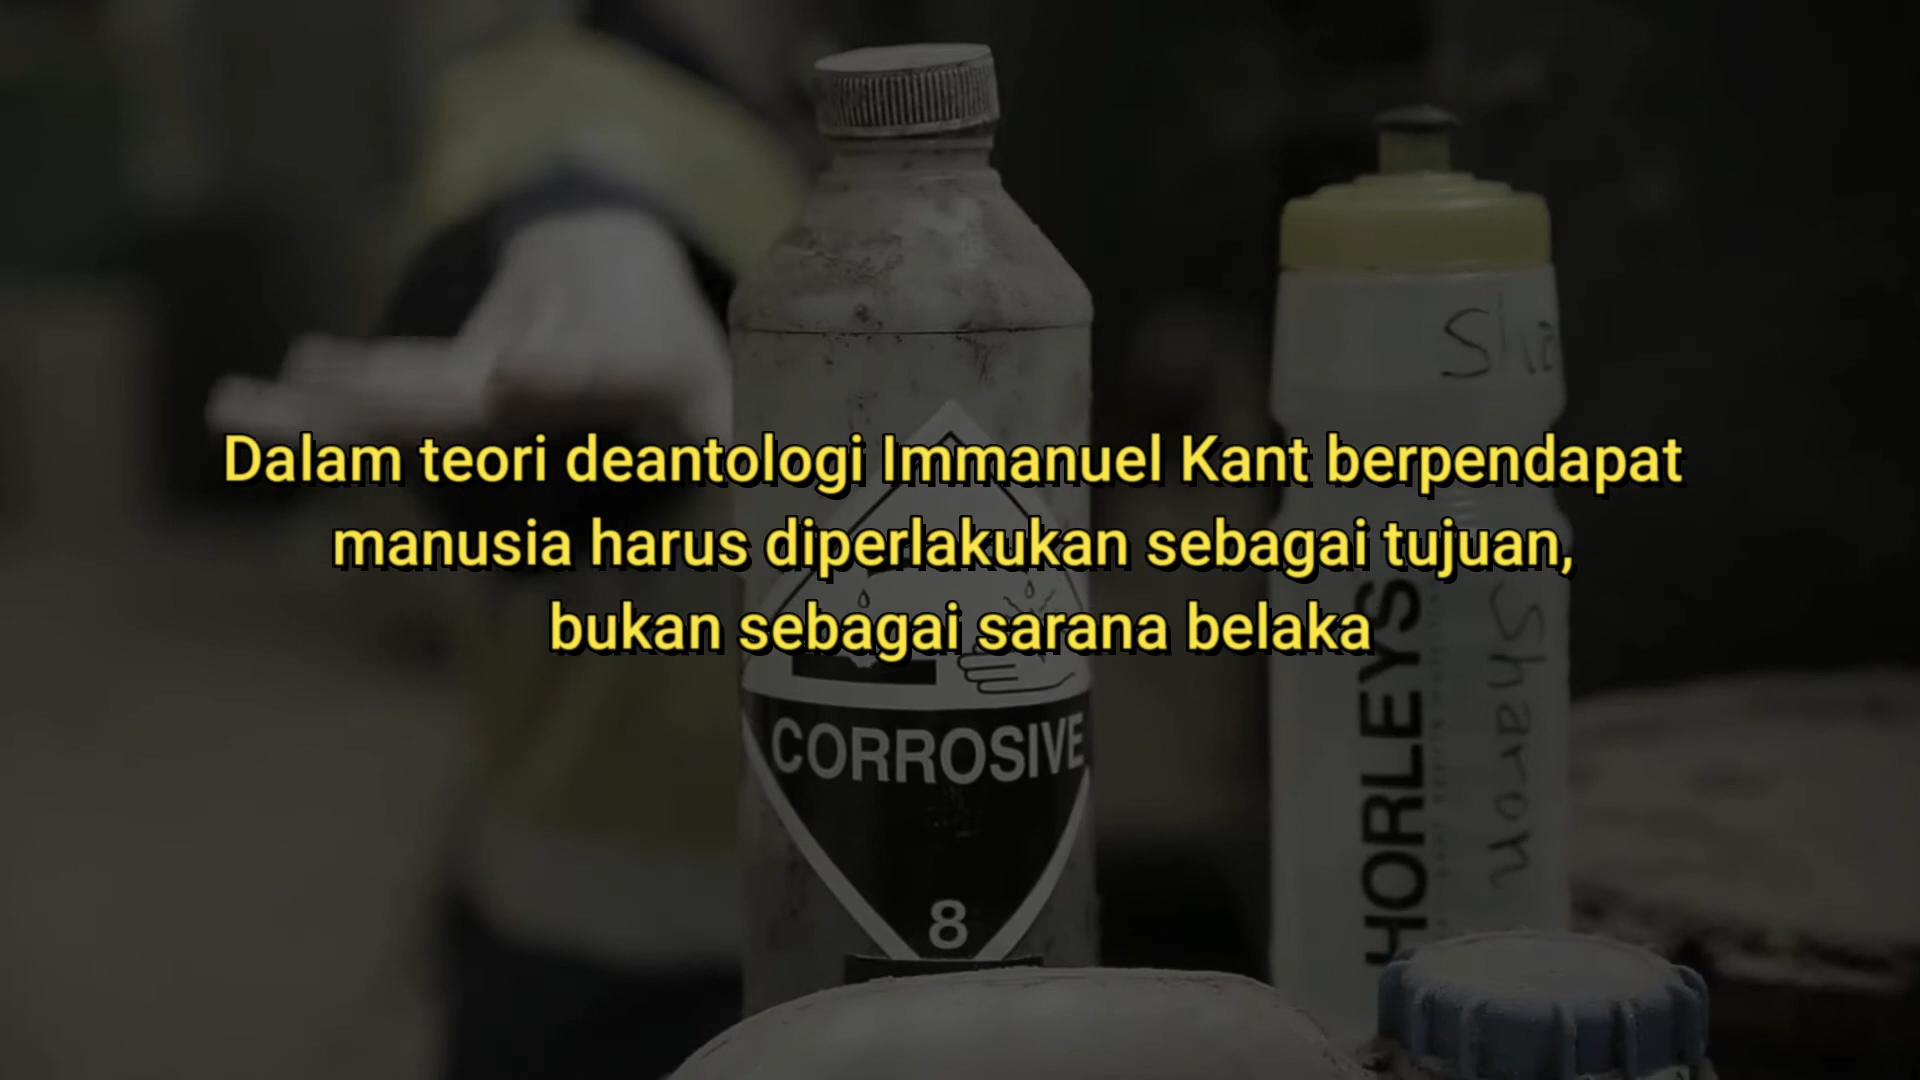 Dalam teori deantologi Immanuel Kant berpendapat
manusia harus diperlakukan sebagai tujuan,
bukan sebagai sarana belaka
CORROSIVE
8
HORLEYS
Sharon